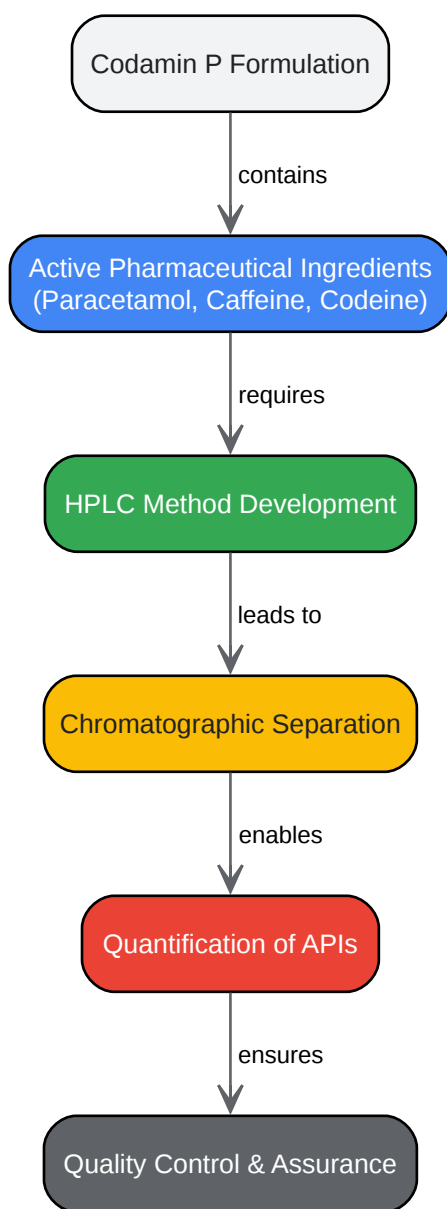 Codamin P Formulation
contains
Active Pharmaceutical Ingredients
(Paracetamol, Caffeine, Codeine)
requires
HPLC Method Development
leads to
Chromatographic Separation
enables
Quantification of APIs
ensures
Quality Control & Assurance